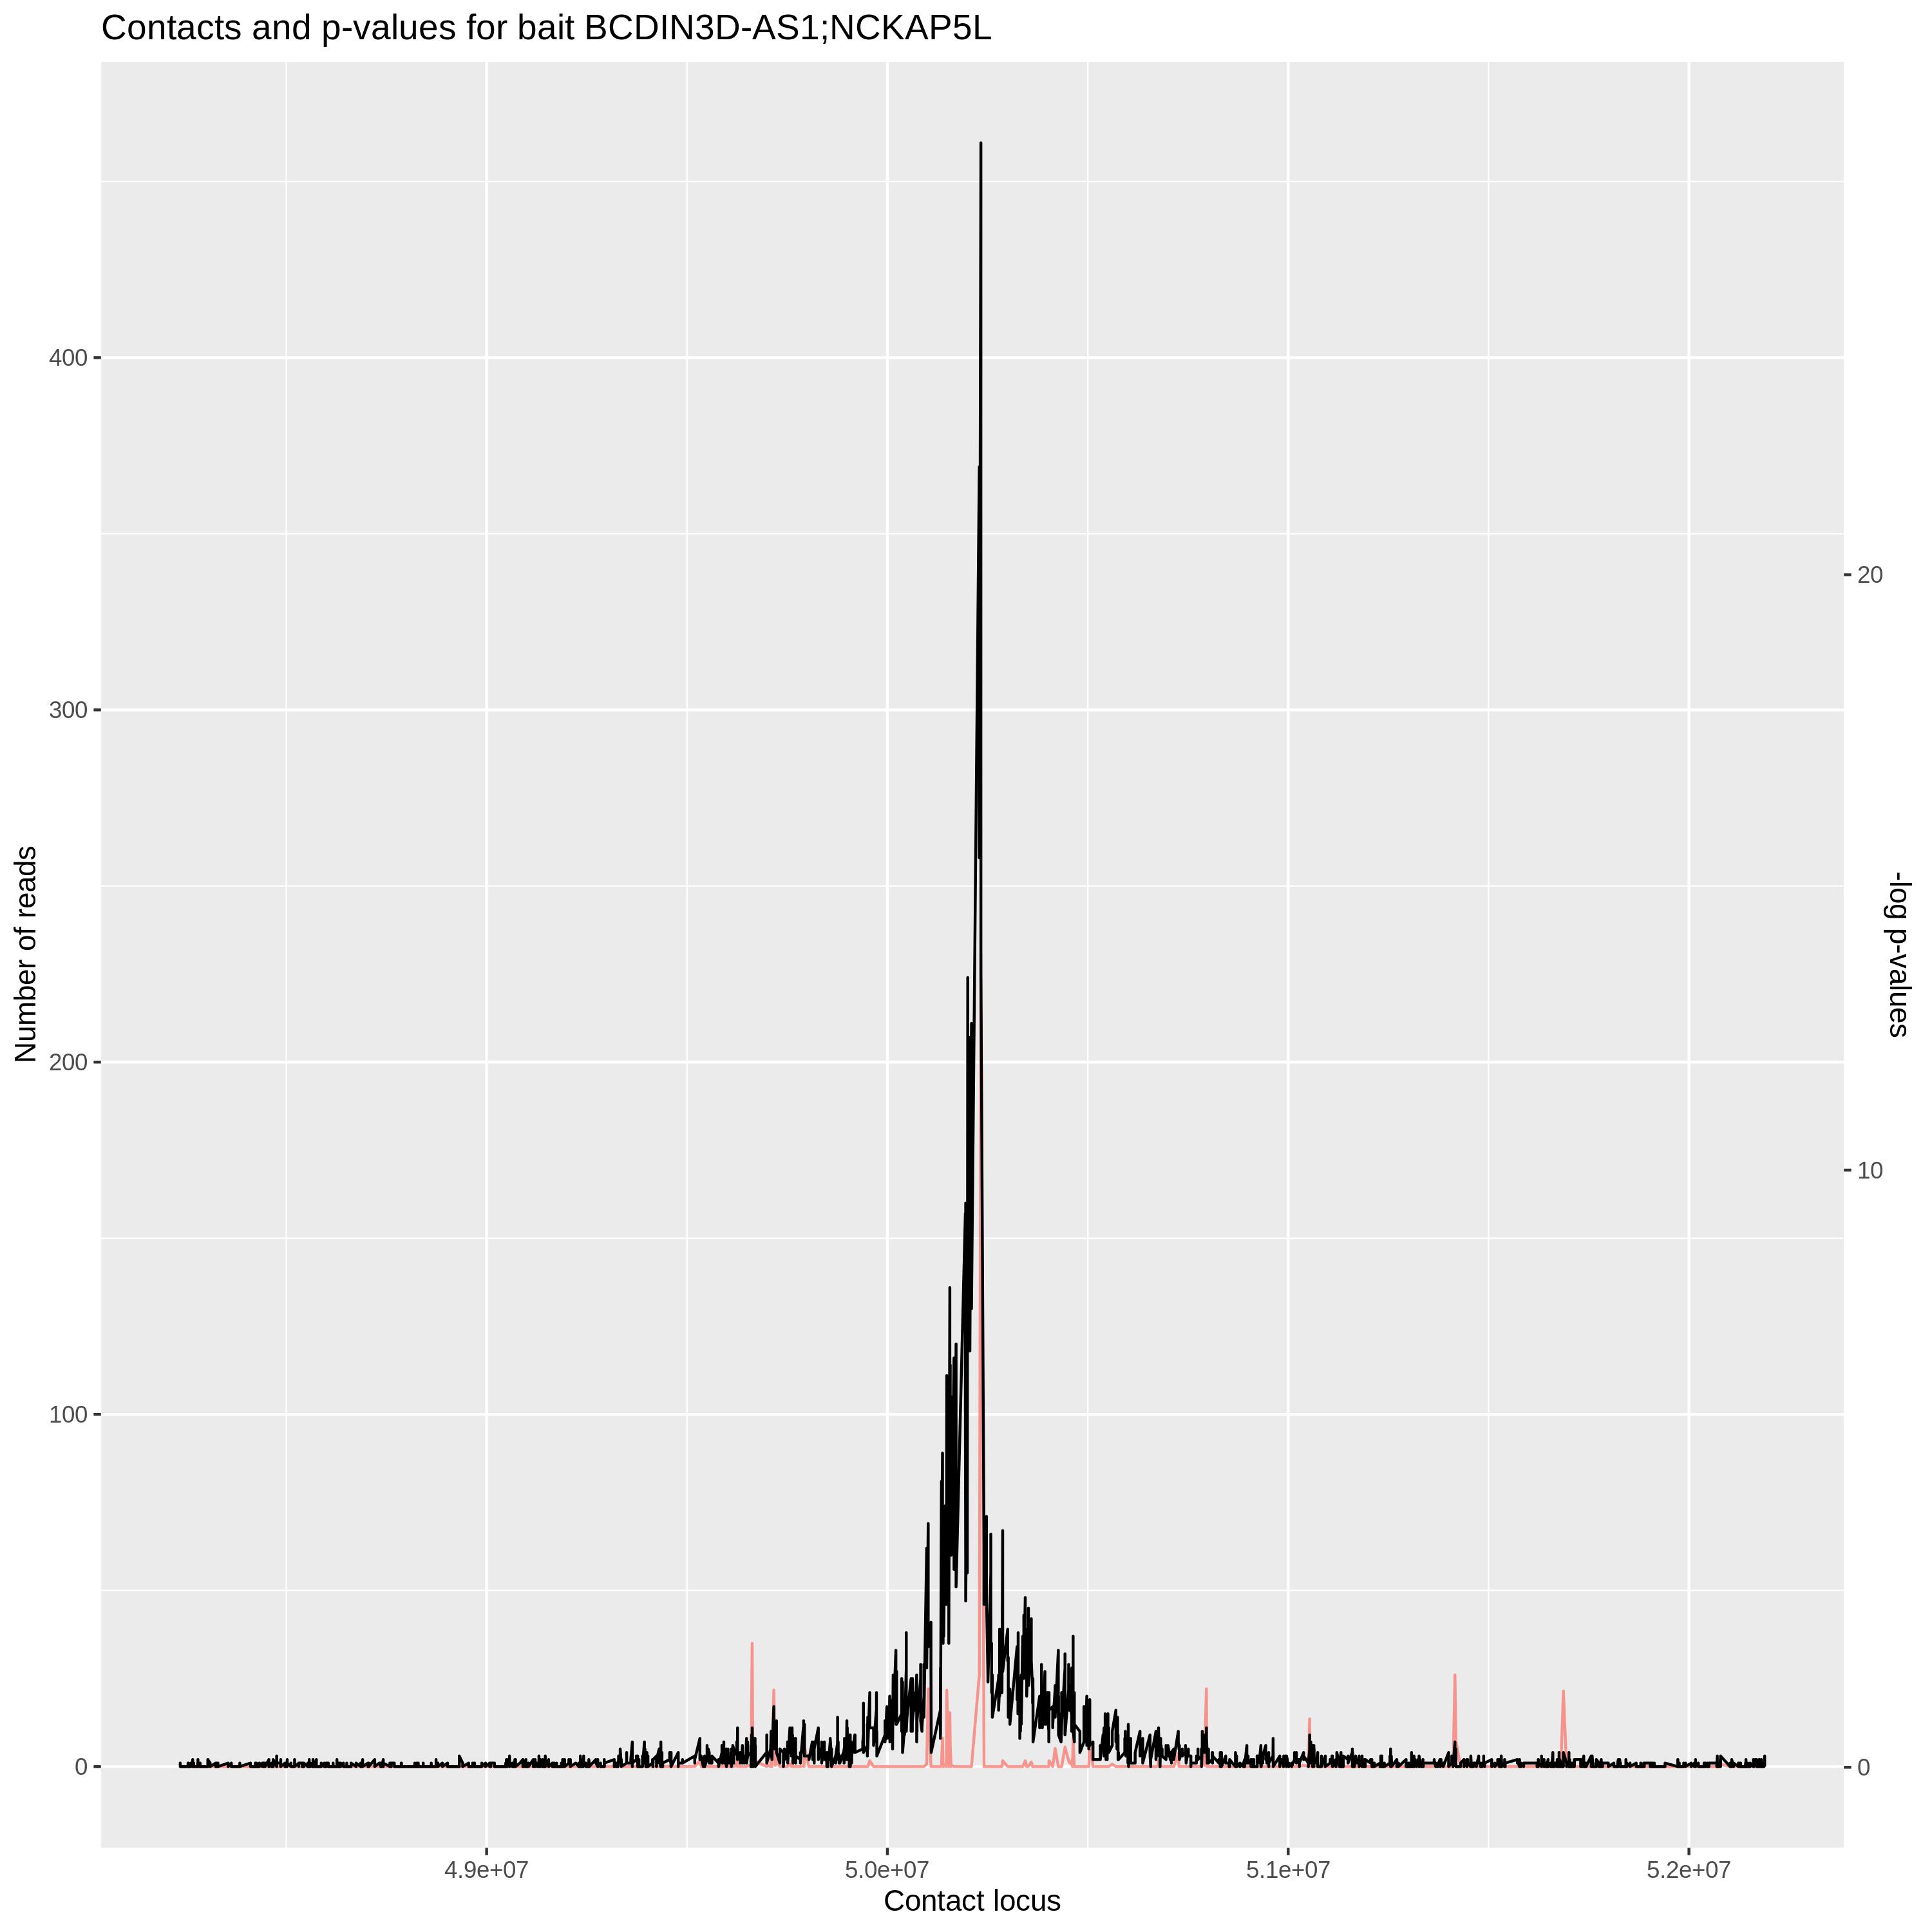 Contacts and p-values for bait BCDIN3D-AS1;NCKAP5L
400
300
200
100
0
Number of reads
20
10
0
-log p-values
4.9e+07
5.0e+07
5.1e+07
5.2e+07
Contact locus